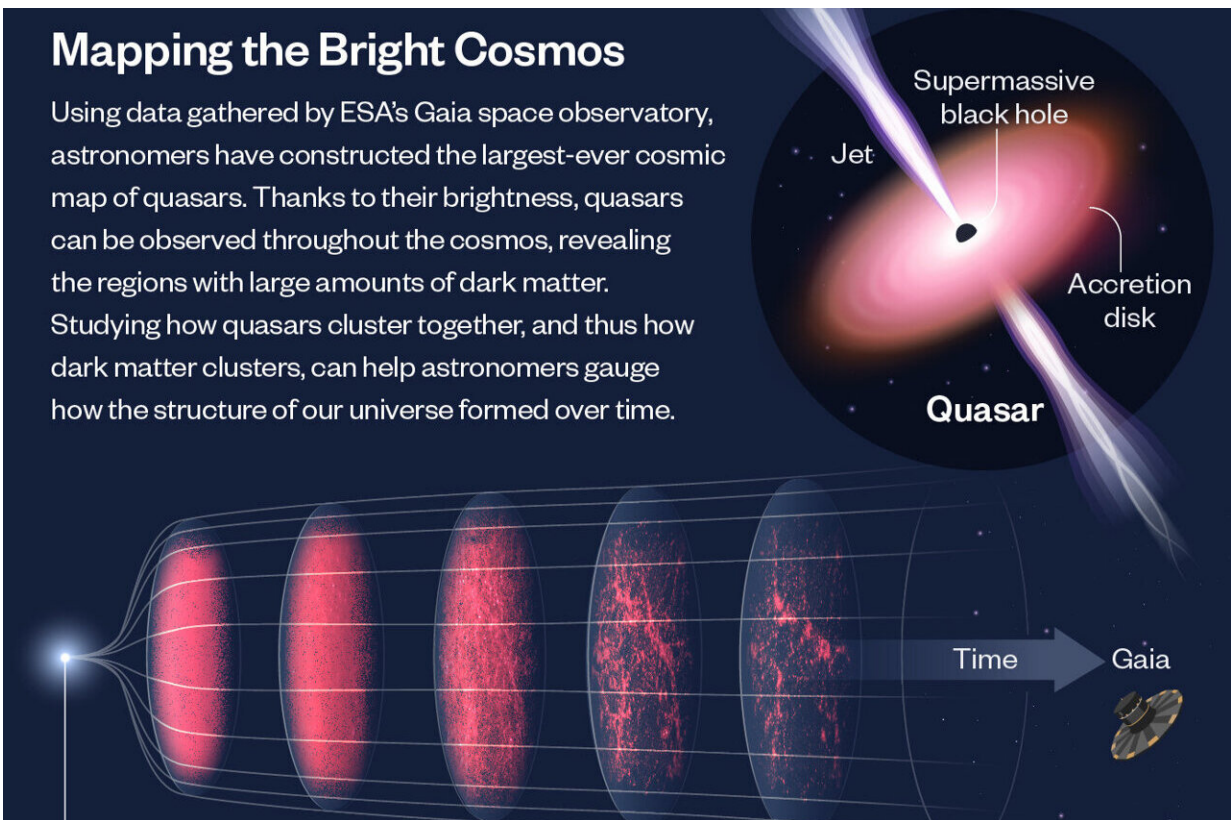 Mapping the Bright Cosmos
Using data gathered by ESA's Gaia space observatory,
astronomers have constructed the largest-ever cosmic
map of quasars. Thanks to their brightness, quasars
can be observed throughout the cosmos, revealing
the regions with large amounts of dark matter.
Studying how quasars cluster together, and thus how
dark matter clusters, can help astronomers gauge
how the structure of our universe formed over time.
Supermassive
black hole
Jet
Accretion
disk
Quasar
Time
Gaia